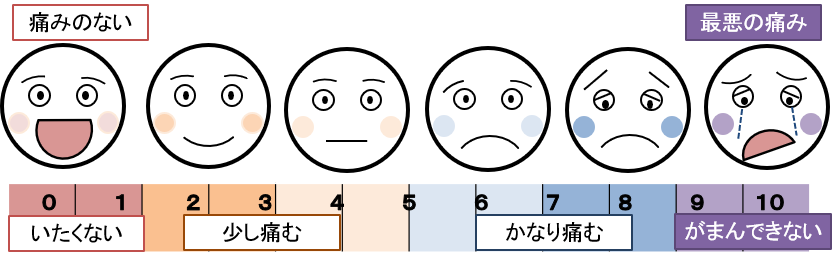 痛みのない
最悪の痛み
0 1 2 3 4 5 6 7 8 9 10
いたくない
少し痛む
かなり痛む
がまんできない